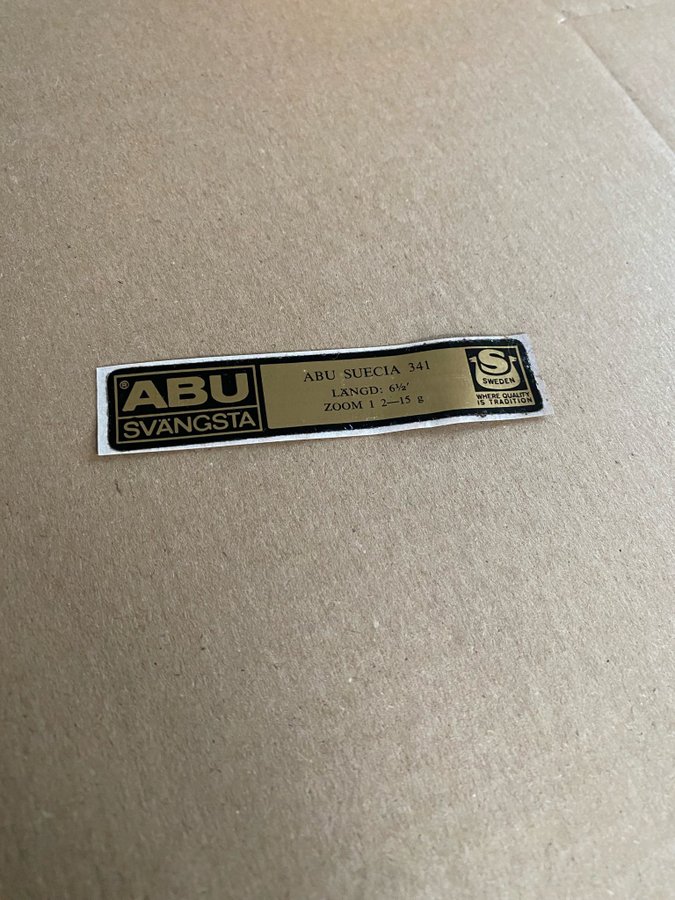 ® ABU
SVÄNGSTA
ABU SUECIA 341
LÄNGD: 6½′
ZOOM 1 2—15 g
S
SWEDEN
WHERE QUALITY
IS TRADITION